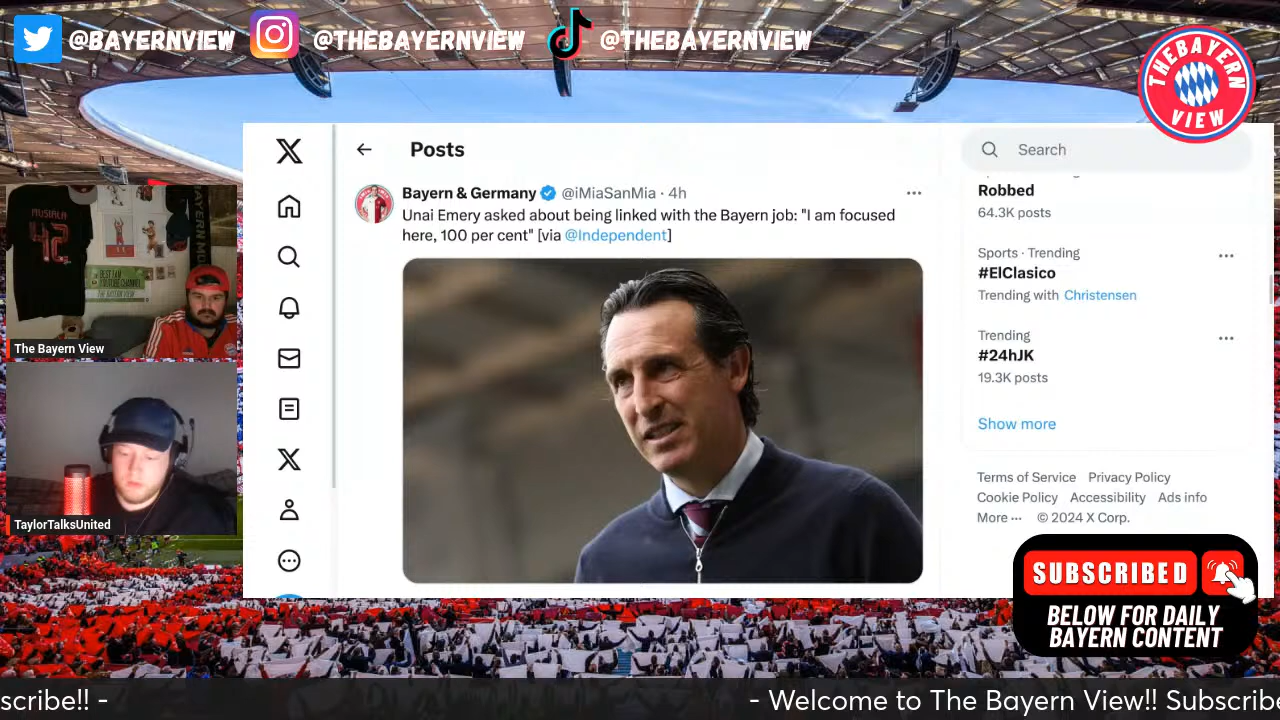 @BAYERNVIEW
@THEBAYERNVIEW
@THEBAYERNVIEW
THEBAYERN
VIEW
Posts
Search
Bayern & Germany @iMiaSanMia · 4h
Unai Emery asked about being linked with the Bayern job: "I am focused
here, 100 per cent" [via @Independent]
Robbed
64.3K posts
Sports · Trending
#ElClasico
Trending with Christensen
Trending
#24hJK
19.3K posts
Show more
Terms of Service Privacy Policy
Cookie Policy Accessibility Ads info
More ··· © 2024 X Corp.
MUSIALA
42
THE BAYERN VIEW
The Bayern View
TaylorTalksUnited
SUBSCRIBED
BELOW FOR DAILY
BAYERN CONTENT
scribe!! - - Welcome to The Bayern View!! Subscribe